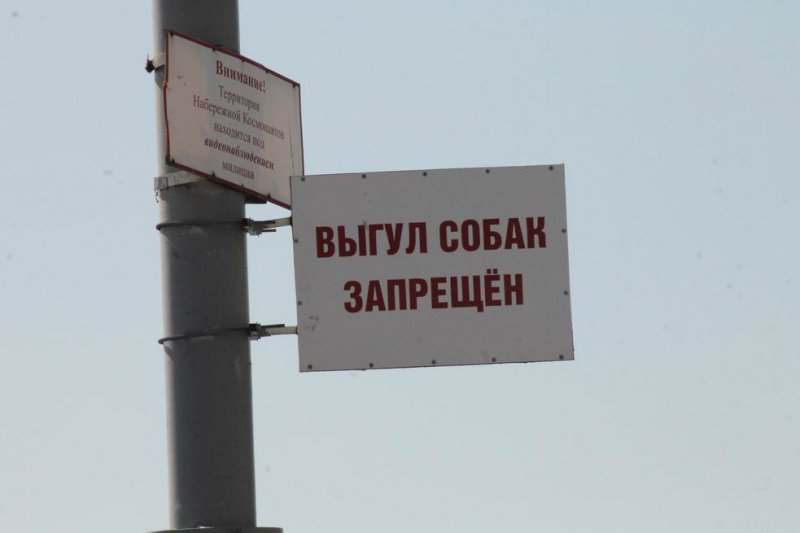 Внимание!
Территория
Набережной Космонавтов
находится под
видеонаблюдением
милиции
ВЫГУЛ СОБАК
ЗАПРЕЩЁН